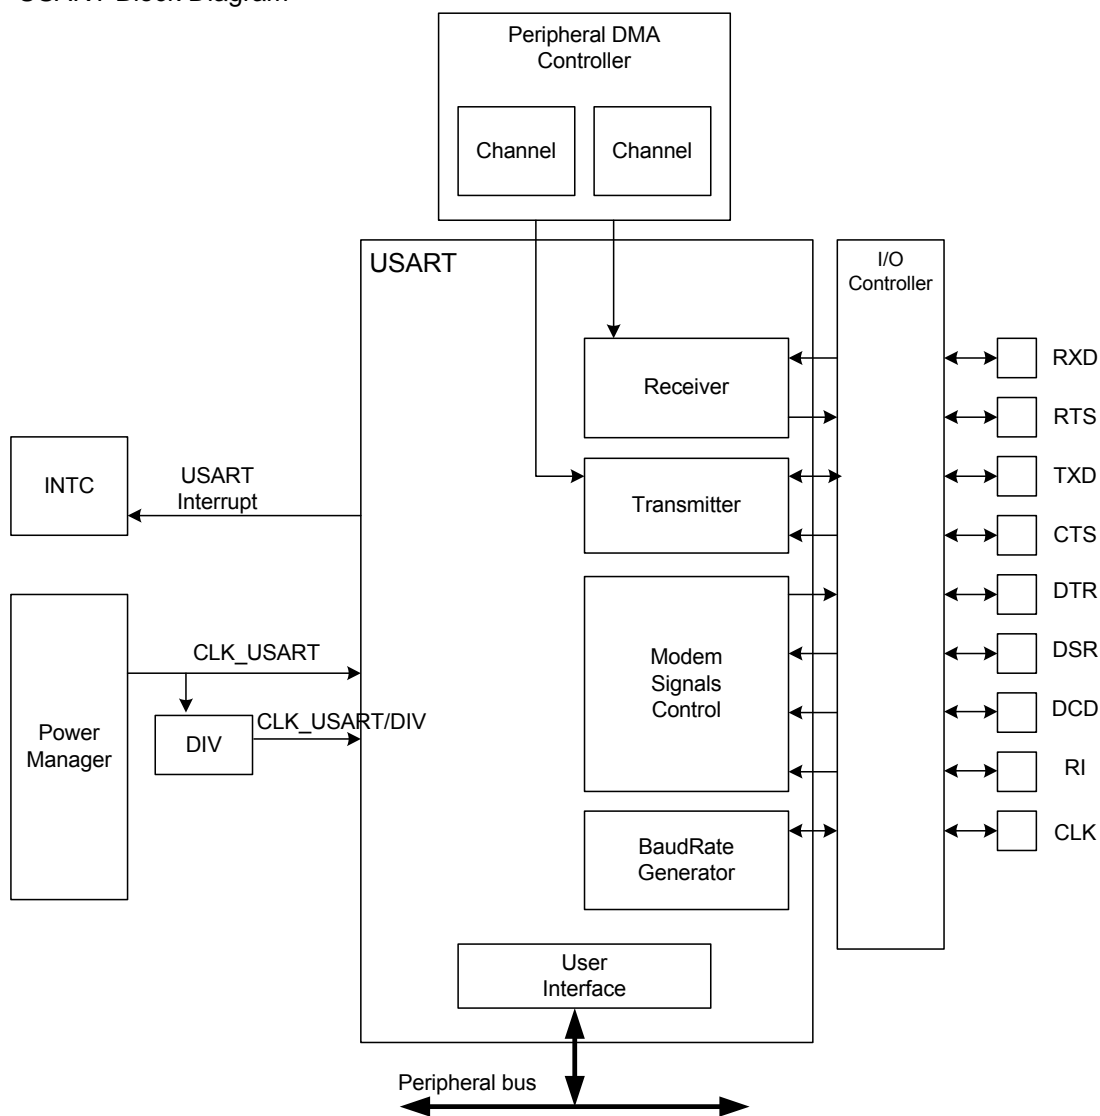 USART Block Diagram
Peripheral DMA
Controller
Channel
Channel
USART
I/O
Controller
Receiver
RXD
RTS
INTC
USART
Interrupt
Transmitter
TXD
CTS
Power
Manager
CLK_USART
DIV
CLK_USART/DIV
Modem
Signals
Control
DTR
DSR
DCD
RI
BaudRate
Generator
CLK
User
Interface
Peripheral bus